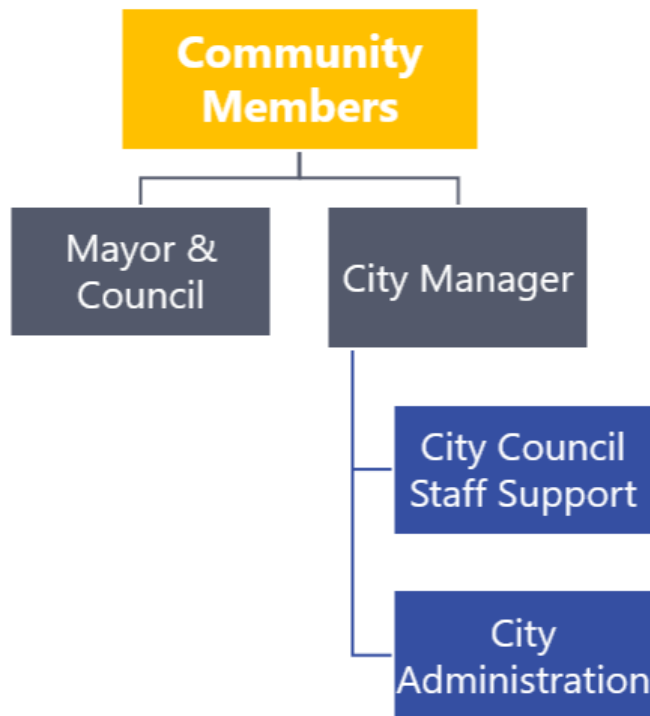 Community
Members
Mayor &
Council
City Manager
City Council
Staff Support
City
Administration